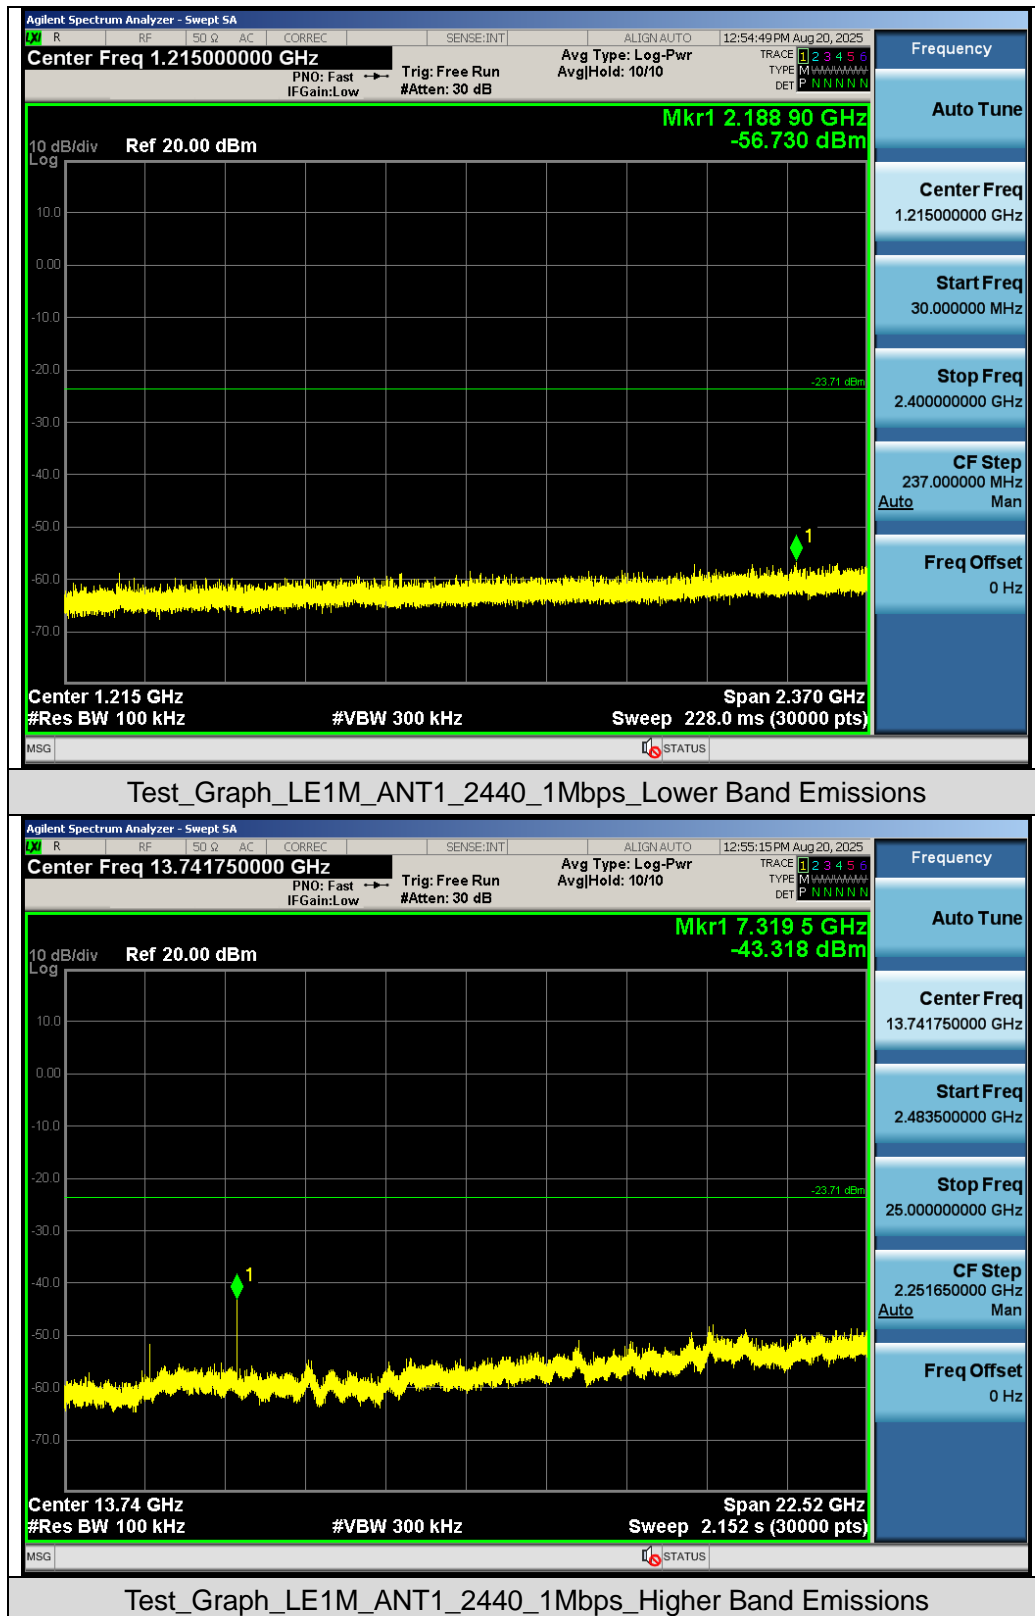 Agilent Spectrum Analyzer - Swept SA
LXI R RF 50 Ω AC CORREC SENSE:INT ALIGN AUTO 12:54:49 PM Aug 20, 2025
Center Freq 1.215000000 GHz
PNO: Fast
IFGain:Low
Trig: Free Run
#Atten: 30 dB
Avg Type: Log-Pwr
Avg|Hold: 10/10
TRACE 1 2 3 4 5 6
TYPE M WWWWW
DET P N N N N N
Mkr1 2.188 90 GHz
-56.730 dBm
10 dB/div Ref 20.00 dBm
Log
10.0
0.00
-10.0
-20.0
-23.71 dBm
-30.0
-40.0
-50.0
1
-60.0
-70.0
Center 1.215 GHz Span 2.370 GHz
#Res BW 100 kHz #VBW 300 kHz Sweep 228.0 ms (30000 pts)
MSG STATUS
Frequency
Auto Tune
Center Freq
1.215000000 GHz
Start Freq
30.000000 MHz
Stop Freq
2.400000000 GHz
CF Step
237.000000 MHz
Auto Man
Freq Offset
0 Hz
Test_Graph_LE1M_ANT1_2440_1Mbps_Lower Band Emissions
Agilent Spectrum Analyzer - Swept SA
LXI R RF 50 Ω AC CORREC SENSE:INT ALIGN AUTO 12:55:15 PM Aug 20, 2025
Center Freq 13.741750000 GHz
PNO: Fast
IFGain:Low
Trig: Free Run
#Atten: 30 dB
Avg Type: Log-Pwr
Avg|Hold: 10/10
TRACE 1 2 3 4 5 6
TYPE M WWWWW
DET P N N N N N
Mkr1 7.319 5 GHz
-43.318 dBm
10 dB/div Ref 20.00 dBm
Log
10.0
0.00
-10.0
-20.0
-23.71 dBm
-30.0
-40.0
1
-50.0
-60.0
-70.0
Center 13.74 GHz Span 22.52 GHz
#Res BW 100 kHz #VBW 300 kHz Sweep 2.152 s (30000 pts)
MSG STATUS
Frequency
Auto Tune
Center Freq
13.741750000 GHz
Start Freq
2.483500000 GHz
Stop Freq
25.000000000 GHz
CF Step
2.251650000 GHz
Auto Man
Freq Offset
0 Hz
Test_Graph_LE1M_ANT1_2440_1Mbps_Higher Band Emissions